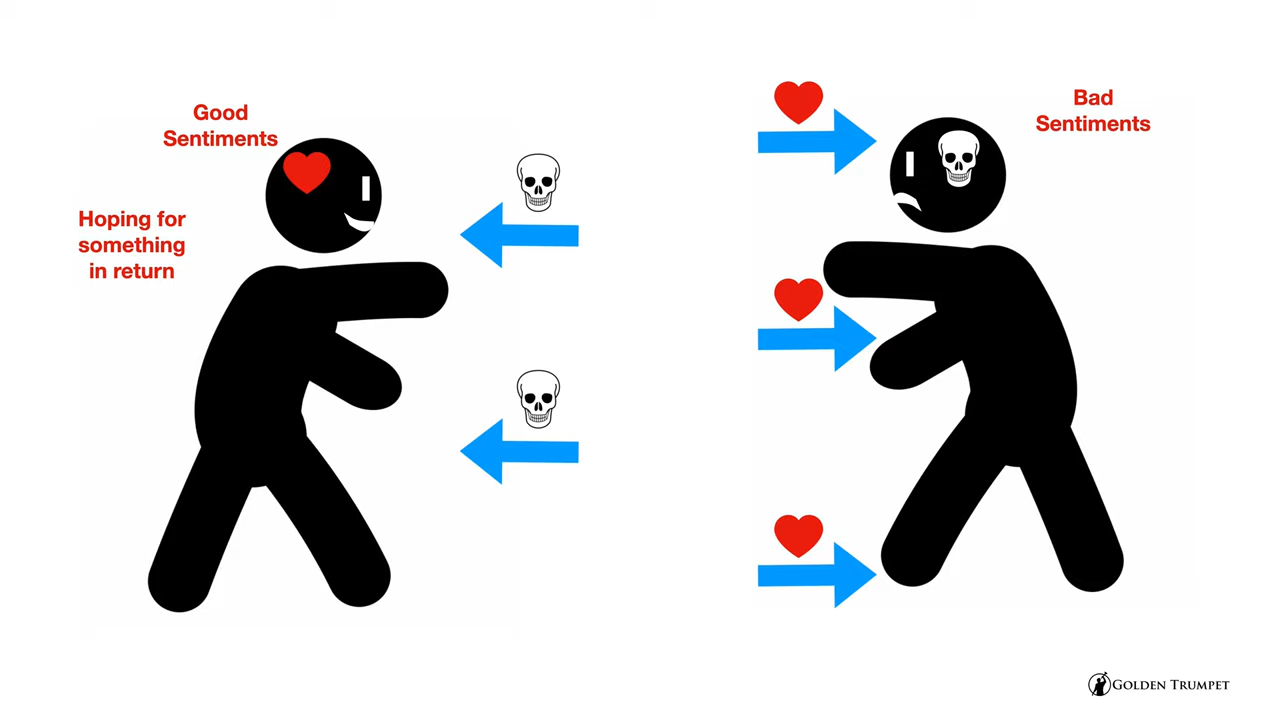 Good
Sentiments
Hoping for
something
in return
Bad
Sentiments
GOLDEN TRUMPET